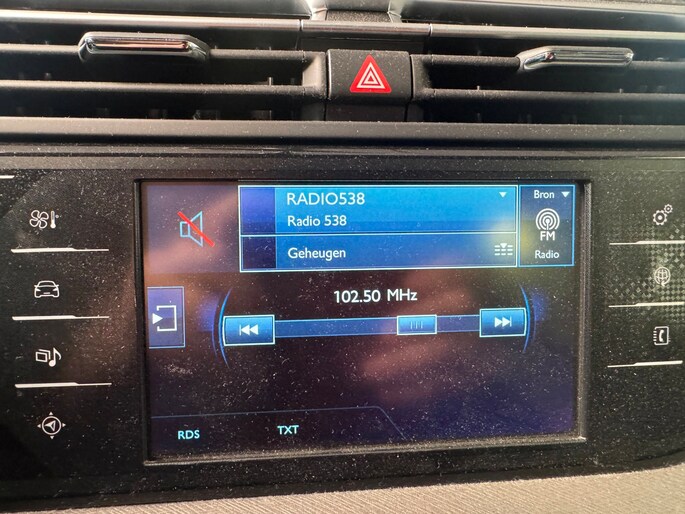 RADIO538
Radio 538
Bron
FM
Radio
Geheugen
102.50 MHz
RDS
TXT